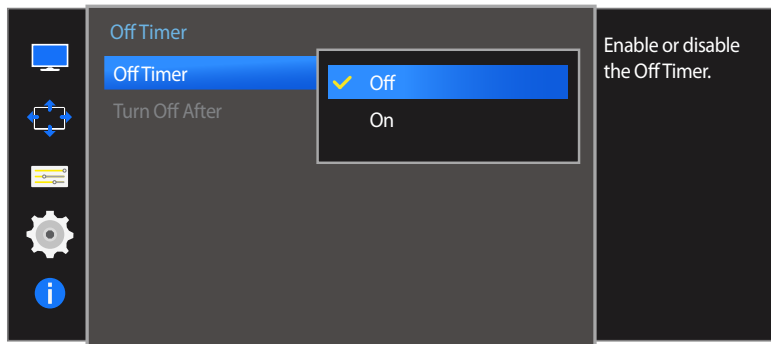 Off Timer
Off Timer
Turn Off After
Off
On
Enable or disable
the Off Timer.